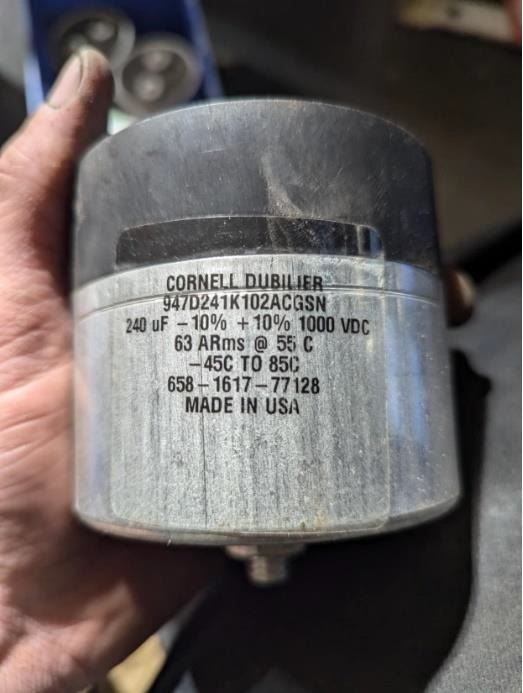 CORNELL DUBILIER
947D241K102ACGSN
240 uF -10% +10% 1000 VDC
63 ARms @ 55 C
-45C TO 85C
658-1617-77128
MADE IN USA